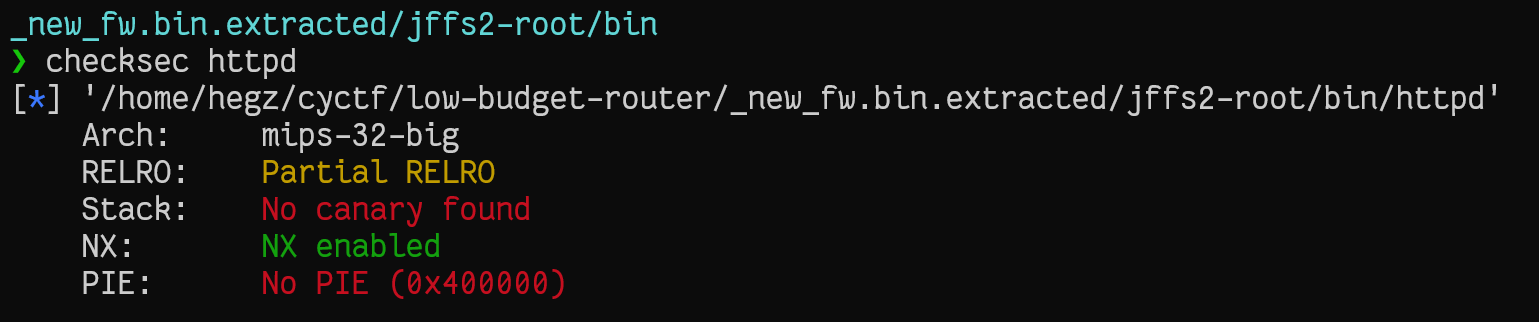 _new_fw.bin.extracted/jffs2-root/bin
❯ checksec httpd
[*] '/home/hegz/cyctf/low-budget-router/_new_fw.bin.extracted/jffs2-root/bin/httpd'
    Arch:     mips-32-big
    RELRO:    Partial RELRO
    Stack:    No canary found
    NX:       NX enabled
    PIE:      No PIE (0x400000)